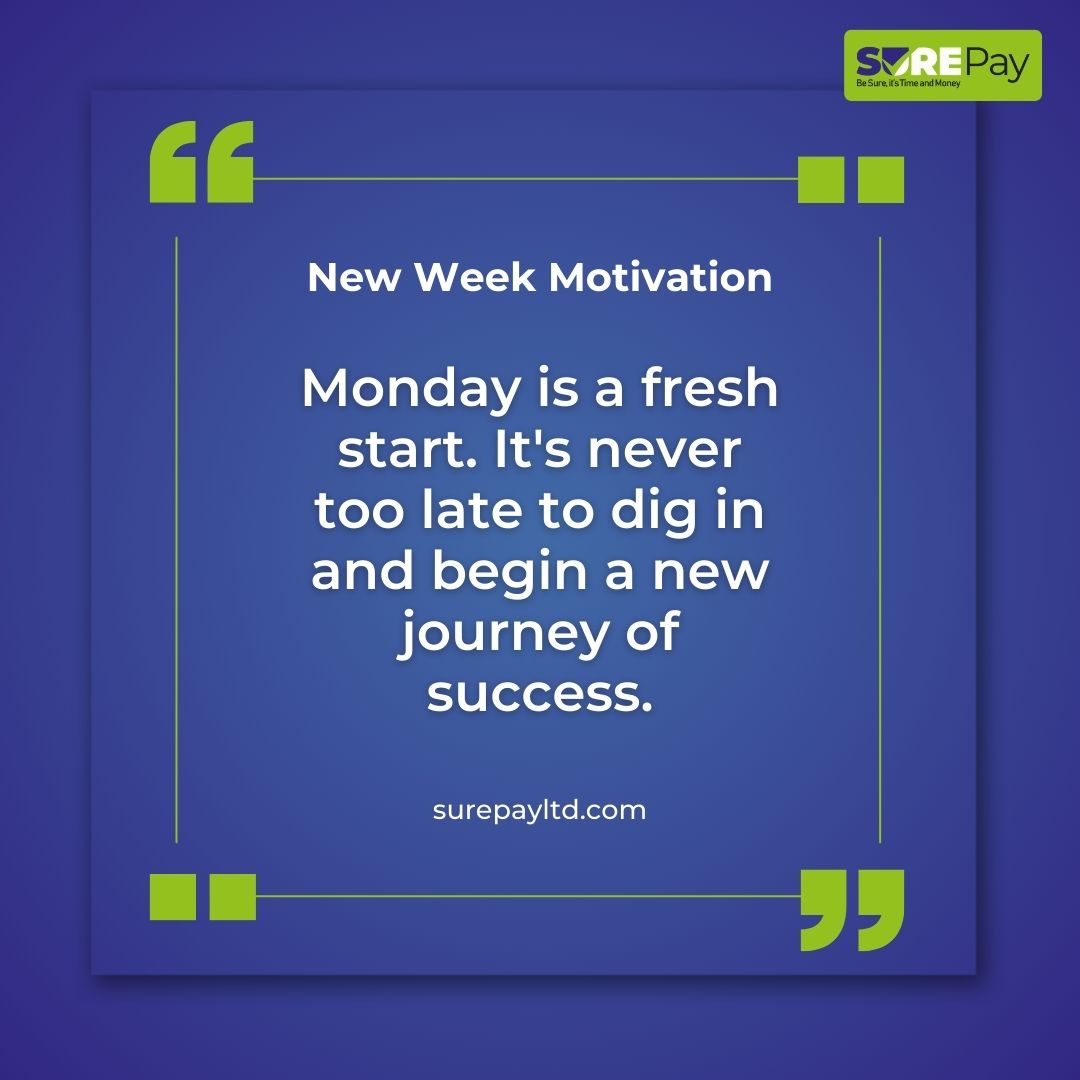 SUREPay
Be Sure, it's Time and Money
New Week Motivation
Monday is a fresh
start. It's never
too late to dig in
and begin a new
journey of
success.
surepayltd.com